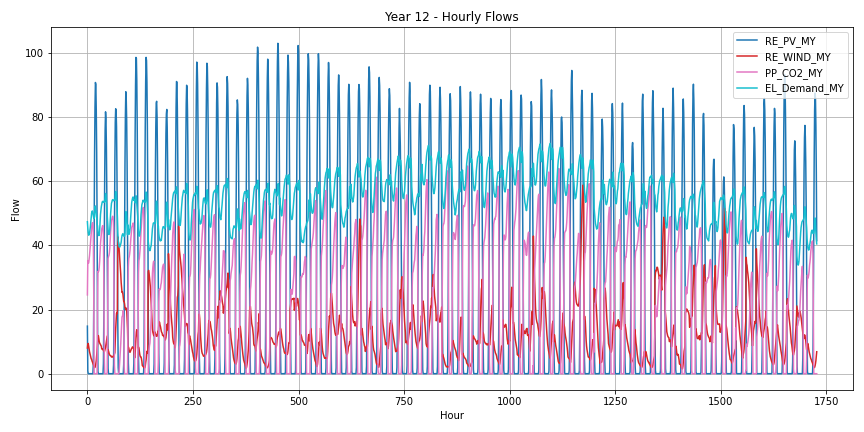 Year 12 - Hourly Flows
RE_PV_MY
RE_WIND_MY
PP_CO2_MY
EL_Demand_MY
Flow
100
80
60
40
20
0
0 250 500 750 1000 1250 1500 1750
Hour